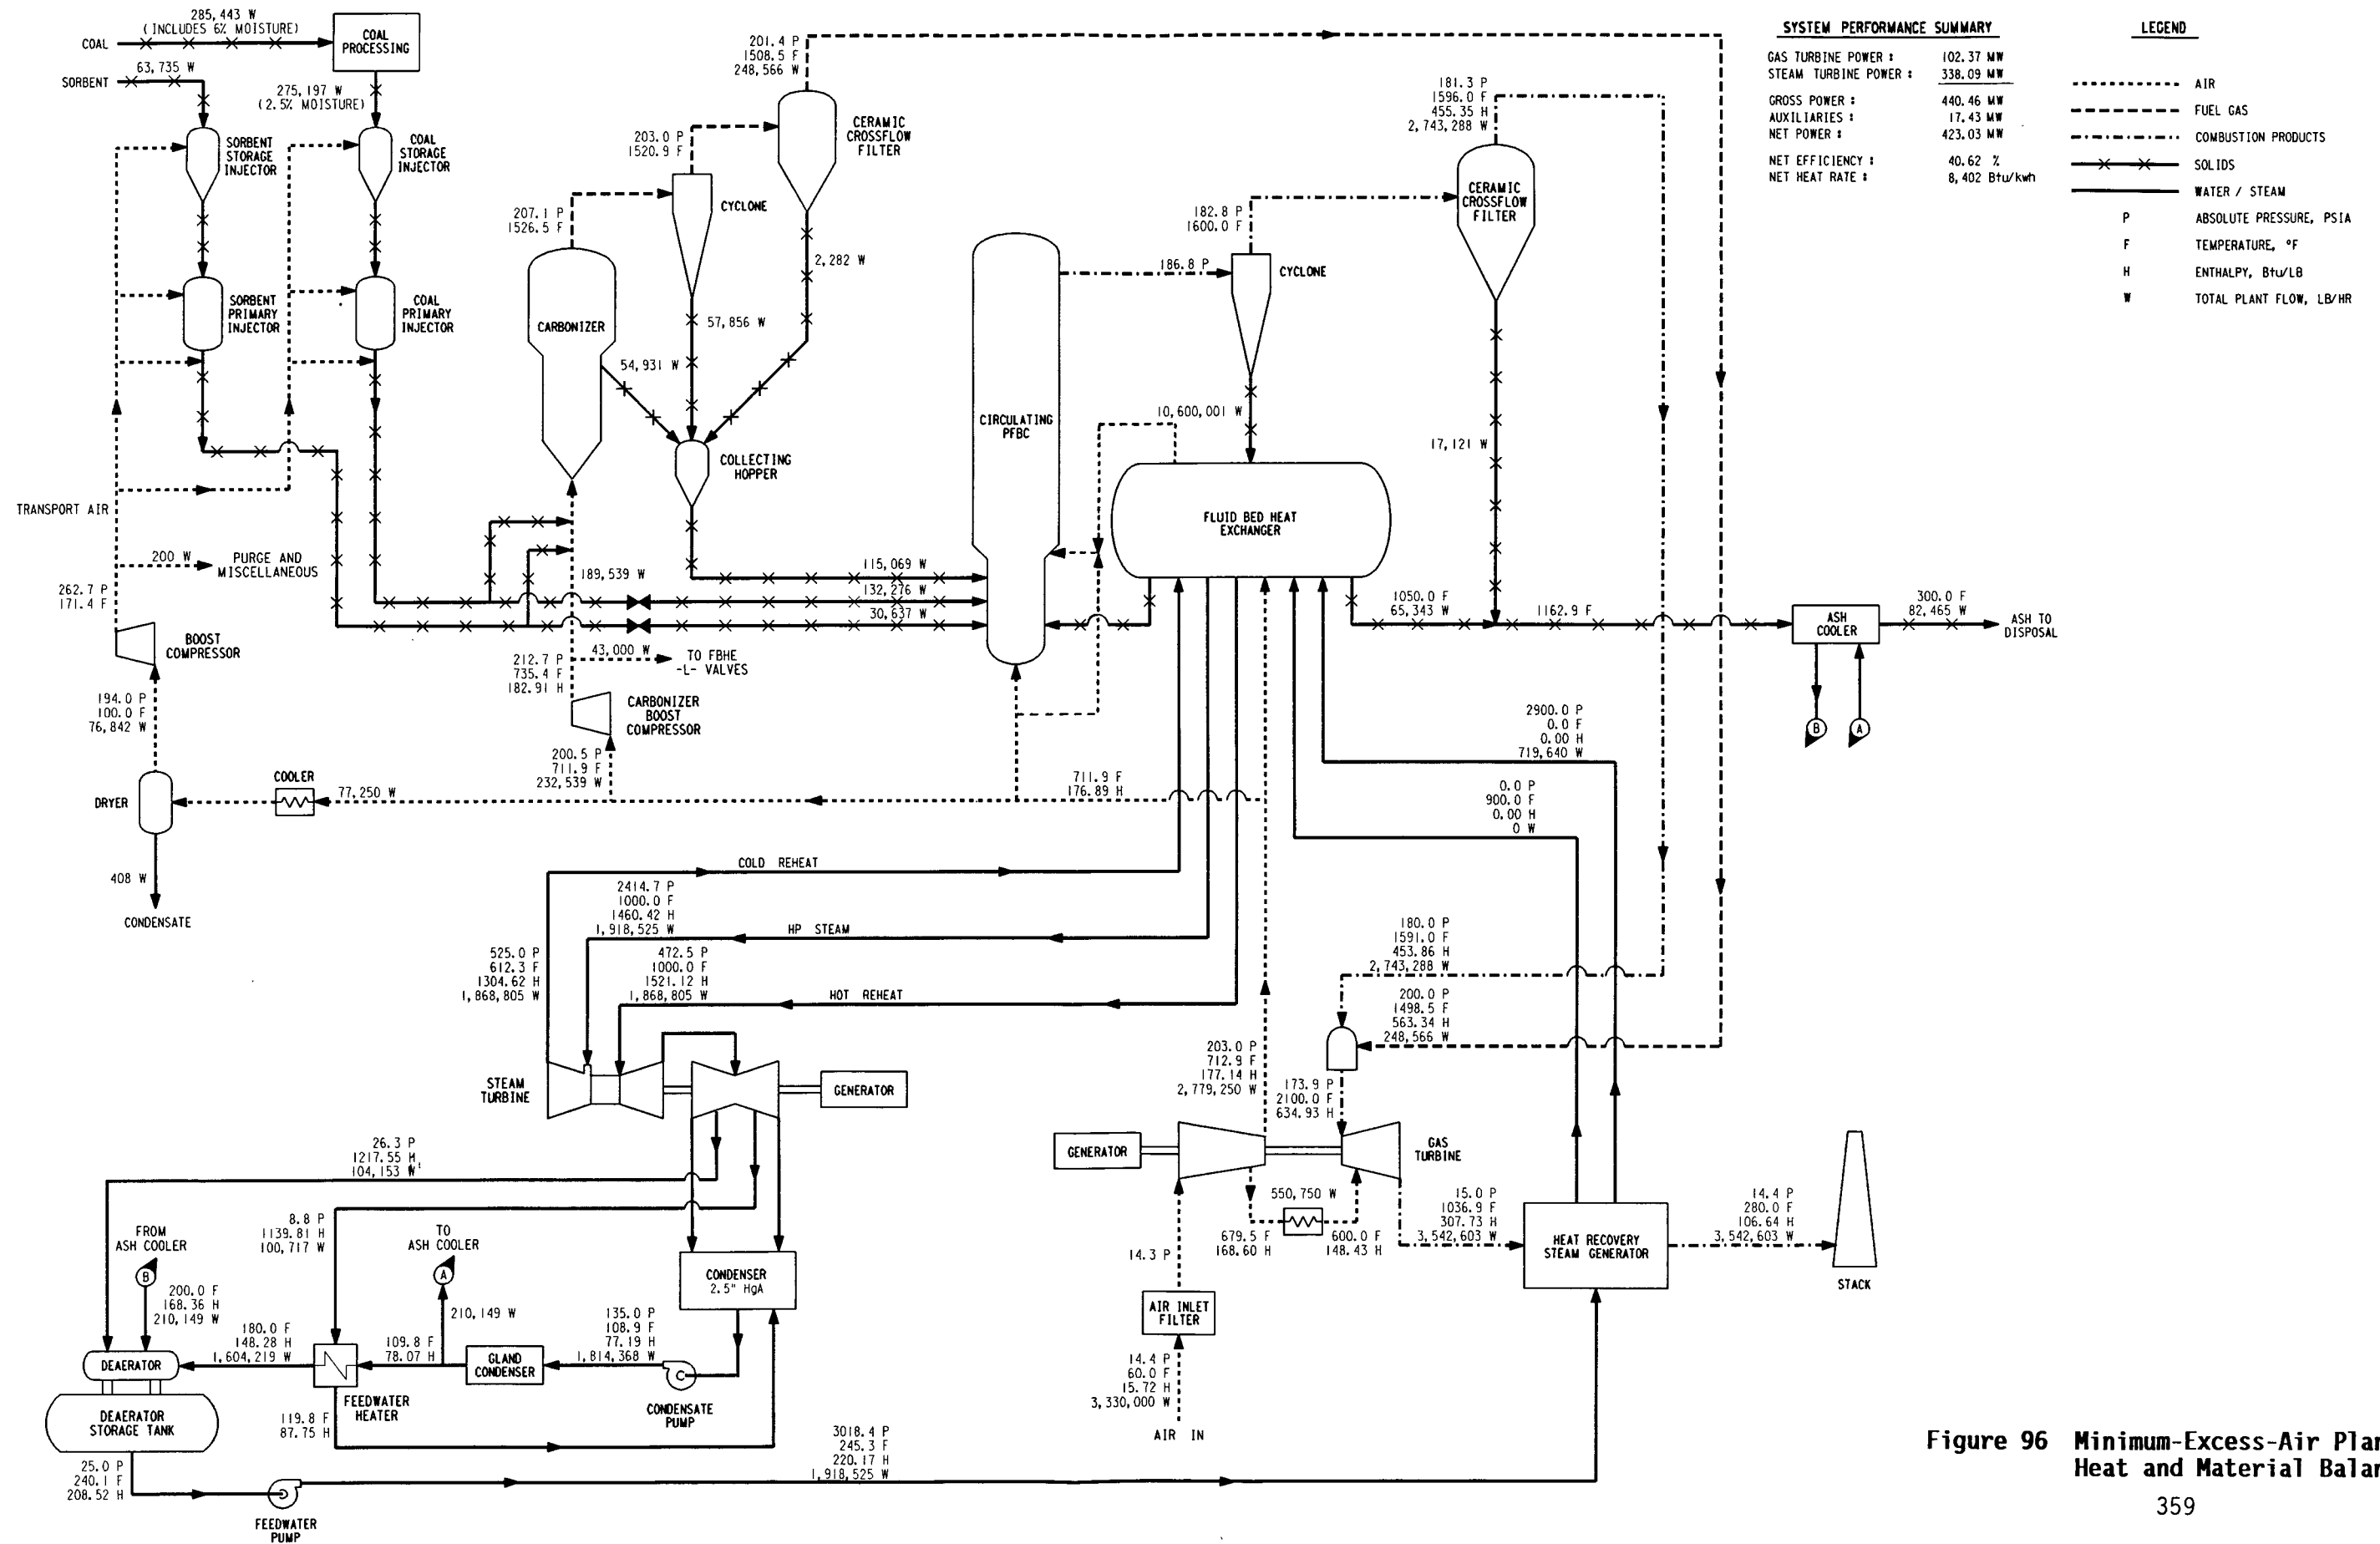 285,443 W
(INCLUDES 6% MOISTURE)
COAL
COAL
PROCESSING
63,735 W
SORBENT
275,197 W
(2.5% MOISTURE)
SORBENT
STORAGE
INJECTOR
COAL
STORAGE
INJECTOR
SORBENT
PRIMARY
INJECTOR
COAL
PRIMARY
INJECTOR
TRANSPORT AIR
200 W
PURGE AND
MISCELLANEOUS
262.7 P
171.4 F
BOOST
COMPRESSOR
194.0 P
100.0 F
76,842 W
DRYER
COOLER
77,250 W
408 W
CONDENSATE
201.4 P
1508.5 F
248,566 W
CERAMIC
CROSSFLOW
FILTER
203.0 P
1520.9 F
207.1 P
1526.5 F
CYCLONE
CARBONIZER
2,282 W
57,856 W
54,931 W
COLLECTING
HOPPER
189,539 W
115,069 W
132,276 W
30,637 W
43,000 W
TO FBHE
-L- VALVES
212.7 P
735.4 F
182.91 H
CARBONIZER
BOOST
COMPRESSOR
200.5 P
711.9 F
232,539 W
CIRCULATING
PFBC
186.8 P
182.8 P
1600.0 F
CYCLONE
10,600,001 W
FLUID BED HEAT
EXCHANGER
181.3 P
1596.0 F
455.35 H
2,743,288 W
CERAMIC
CROSSFLOW
FILTER
17,121 W
1050.0 F
65,343 W
1162.9 F
ASH
COOLER
300.0 F
82,465 W
ASH TO
DISPOSAL
B
A
711.9 F
176.89 H
2900.0 P
0.0 F
0.00 H
719,640 W
0.0 P
900.0 F
0.00 H
0 W
SYSTEM PERFORMANCE SUMMARY
GAS TURBINE POWER : 102.37 MW
STEAM TURBINE POWER : 338.09 MW
GROSS POWER : 440.46 MW
AUXILIARIES : 17.43 MW
NET POWER : 423.03 MW
NET EFFICIENCY : 40.62 %
NET HEAT RATE : 8,402 Btu/kwh
LEGEND
AIR
FUEL GAS
COMBUSTION PRODUCTS
SOLIDS
WATER / STEAM
P ABSOLUTE PRESSURE, PSIA
F TEMPERATURE, °F
H ENTHALPY, Btu/LB
W TOTAL PLANT FLOW, LB/HR
COLD REHEAT
2414.7 P
1000.0 F
1460.42 H
1,918,525 W
HP STEAM
525.0 P
612.3 F
1304.62 H
1,868,805 W
472.5 P
1000.0 F
1521.12 H
1,868,805 W
HOT REHEAT
STEAM
TURBINE
GENERATOR
180.0 P
1591.0 F
453.86 H
2,743,288 W
200.0 P
1498.5 F
563.34 H
248,566 W
203.0 P
712.9 F
177.14 H
2,779,250 W
173.9 P
2100.0 F
634.93 H
GENERATOR
GAS
TURBINE
550,750 W
679.5 F
168.60 H
600.0 F
148.43 H
14.3 P
AIR INLET
FILTER
14.4 P
60.0 F
15.72 H
3,330,000 W
AIR IN
15.0 P
1036.9 F
307.73 H
3,542,603 W
HEAT RECOVERY
STEAM GENERATOR
14.4 P
280.0 F
106.64 H
3,542,603 W
STACK
26.3 P
1217.55 H
104,153 W
8.8 P
1139.81 H
100,717 W
FROM
ASH COOLER
B
TO
ASH COOLER
A
200.0 F
168.36 H
210,149 W
210,149 W
180.0 F
148.28 H
1,604,219 W
109.8 F
78.07 H
DEAERATOR
DEAERATOR
STORAGE TANK
FEEDWATER
HEATER
GLAND
CONDENSER
135.0 P
108.9 F
77.19 H
1,814,368 W
C
CONDENSATE
PUMP
CONDENSER
2.5" HgA
119.8 F
87.75 H
25.0 P
240.1 F
208.52 H
FEEDWATER
PUMP
3018.4 P
245.3 F
220.17 H
1,918,525 W
Figure 96 Minimum-Excess-Air Plan
Heat and Material Balan
359